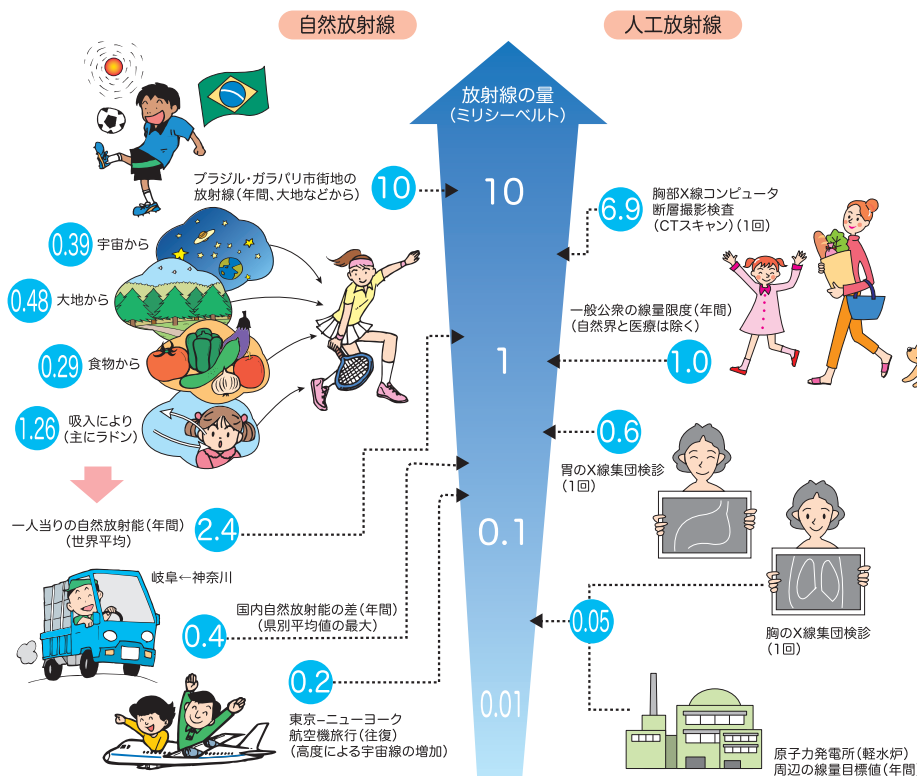 自然放射線
人工放射線
放射線の量
(ミリシーベルト)
10
1
0.1
0.01
ブラジル・ガラパリ市街地の
放射線(年間、大地などから)
10
0.39
宇宙から
0.48
大地から
0.29
食物から
1.26
吸入により
(主にラドン)
一人当りの自然放射能(年間)
(世界平均)
2.4
岐阜←神奈川
国内自然放射能の差(年間)
(県別平均値の最大)
0.4
0.2
東京−ニューヨーク
航空機旅行(往復)
(高度による宇宙線の増加)
6.9
胸部X線コンピュータ
断層撮影検査
(CTスキャン)(1回)
一般公衆の線量限度(年間)
(自然界と医療は除く)
1.0
0.6
胃のX線集団検診
(1回)
0.05
胸のX線集団検診
(1回)
原子力発電所(軽水炉)
周辺の線量目標値(年間